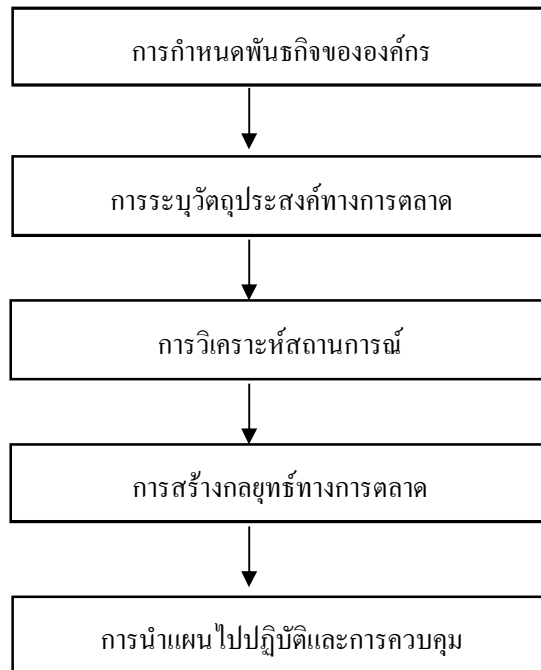 การกำหนดพันธกิจขององค์กร
การระบุวัตถุประสงค์ทางการตลาด
การวิเคราะห์สถานการณ์
การสร้างกลยุทธ์ทางการตลาด
การนำแผนไปปฏิบัติและการควบคุม